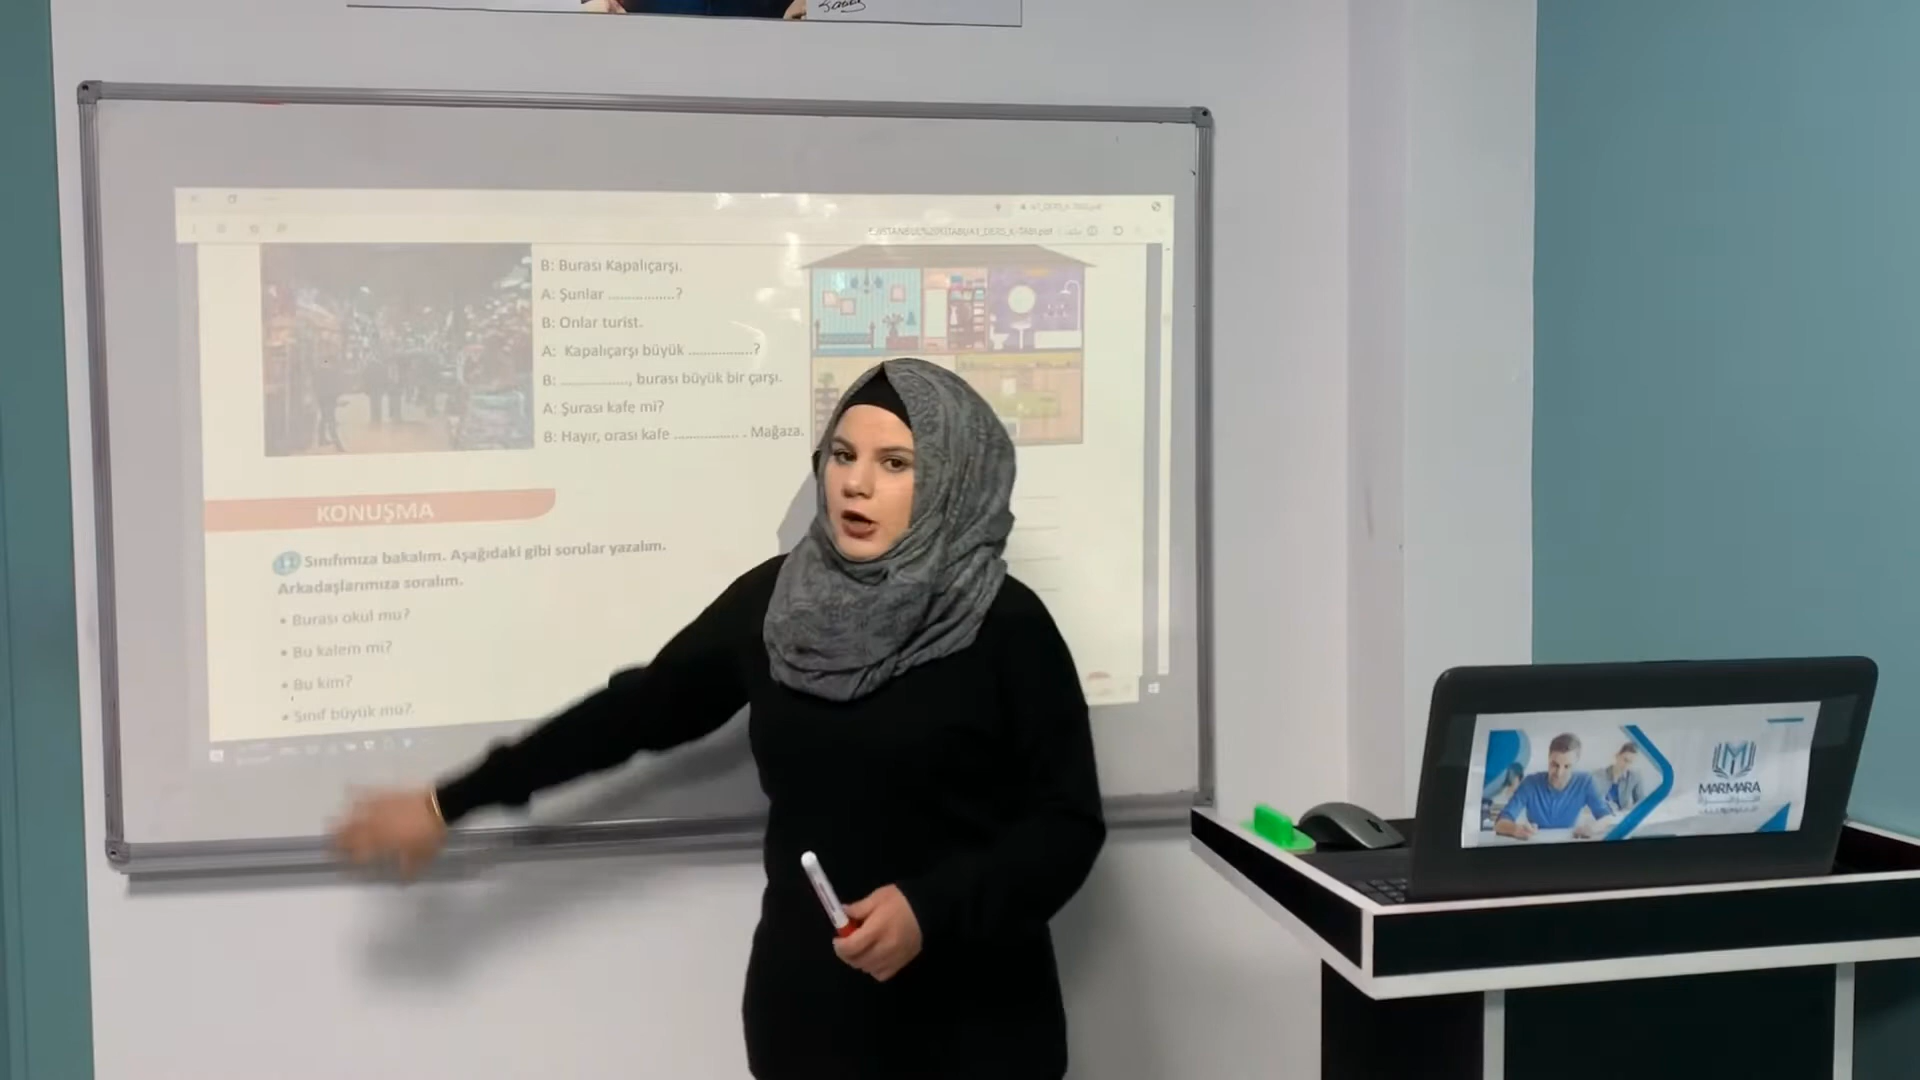 B: Burası Kapalıçarşı.
A: Şunlar .................?
B: Onlar turist.
A: Kapalıçarşı büyük ................?
B: ................., burası büyük bir çarşı.
A: Şurası kafe mi?
B: Hayır, orası kafe ................. . Mağaza.
KONUŞMA
11 Sınıfımıza bakalım. Aşağıdaki gibi sorular yazalım.
Arkadaşlarımıza soralım.
• Burası okul mu?
• Bu kalem mi?
• Bu kim?
• Sınıf büyük mü?
MARMARA